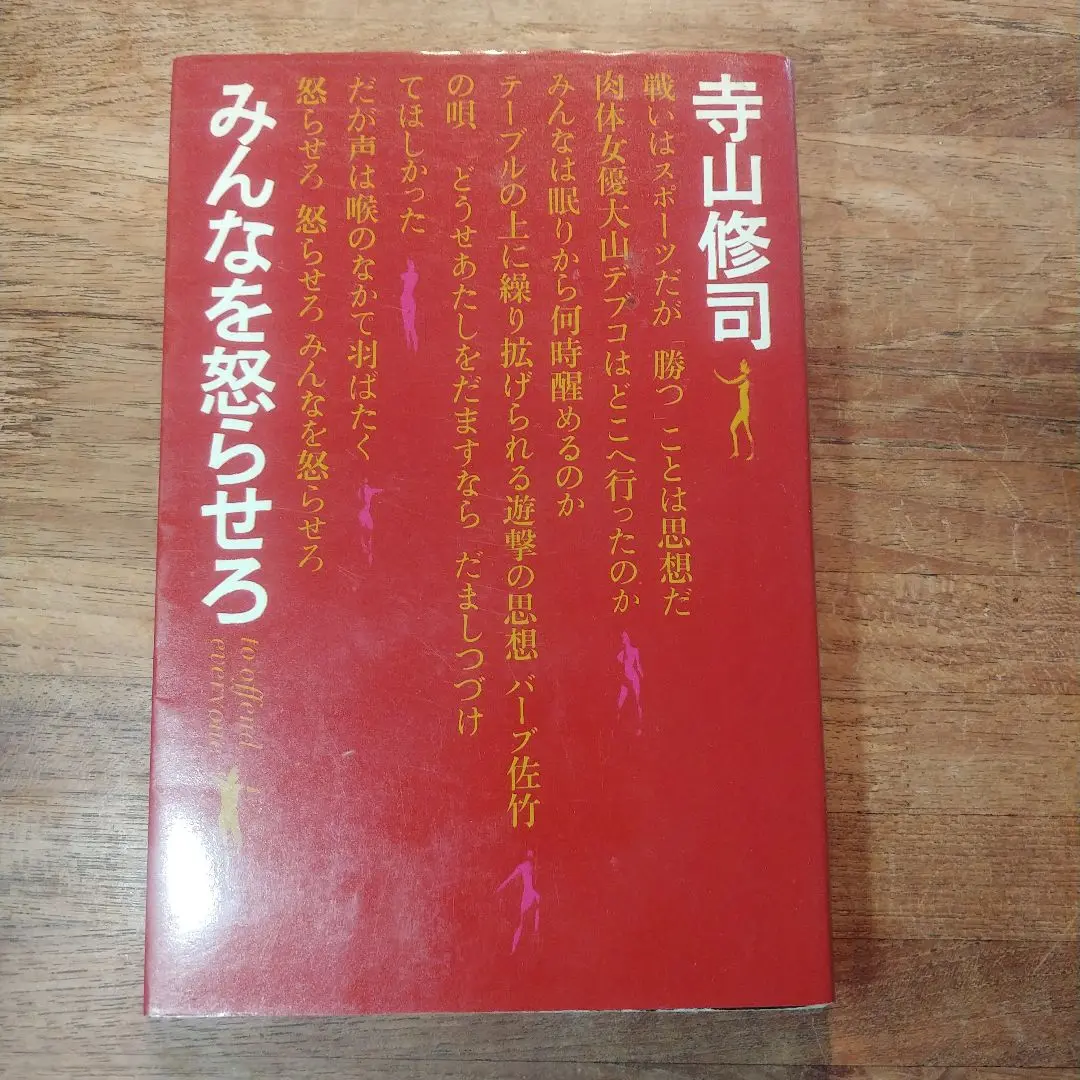 寺山修司
戦いはスポーツだが「勝つ」ことは思想だ
肉体女優大山デブコはどこへ行ったのか
みんなは眠りから何時醒めるのか
テーブルの上に繰り拡げられる遊撃の思想 バーブ佐竹
の唄 どうせあたしをだますなら だましつづけ
てほしかった
だが声は喉のなかで羽ばたく
怒らせろ 怒らせろ みんなを怒らせろ
みんなを怒らせろ
to offend
everyone